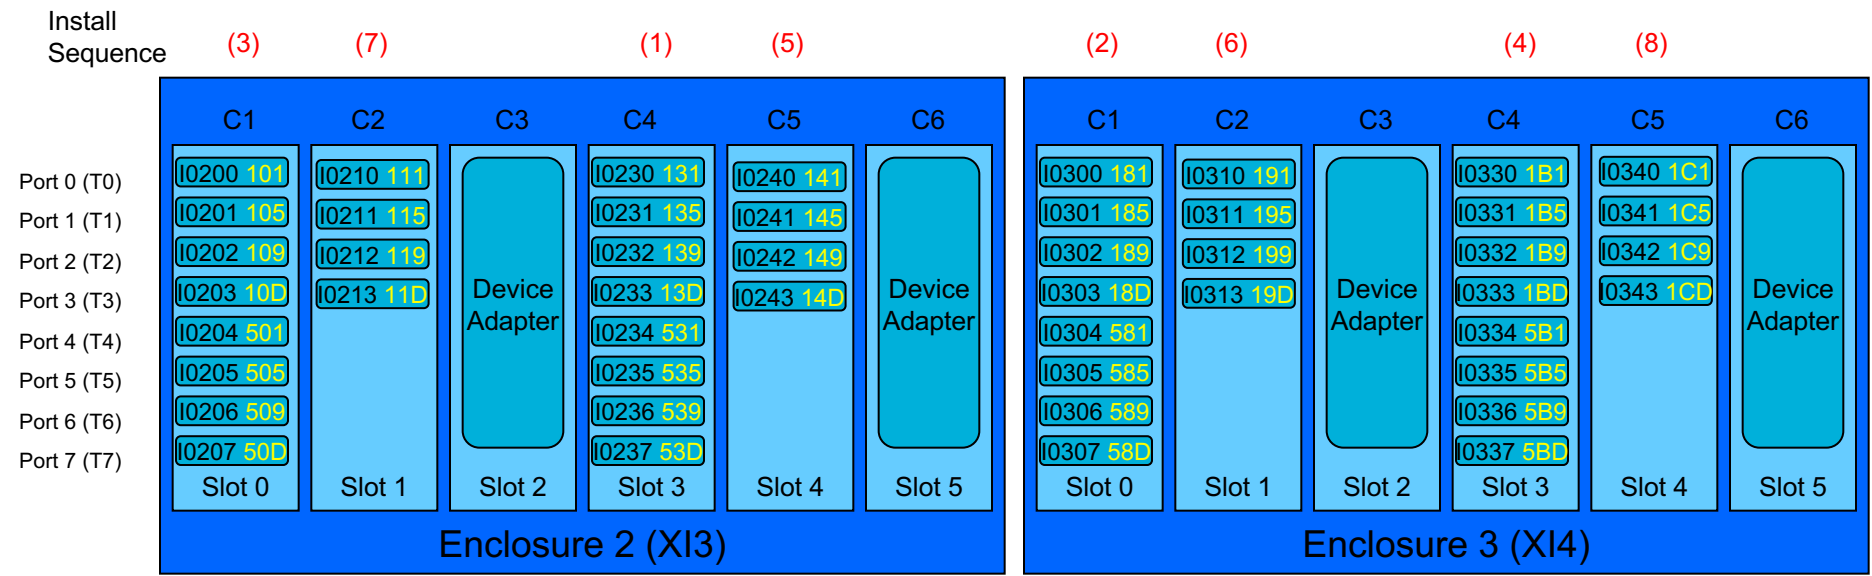 Install
Sequence
(3) (7) (1) (5) (2) (6) (4) (8)
C1 C2 C3 C4 C5 C6 C1 C2 C3 C4 C5 C6
Port 0 (T0) I0200 101 I0210 111 I0230 131 I0240 141 I0300 181 I0310 191 I0330 1B1 I0340 1C1
Port 1 (T1) I0201 105 I0211 115 I0231 135 I0241 145 I0301 185 I0311 195 I0331 1B5 I0341 1C5
Port 2 (T2) I0202 109 I0212 119 I0232 139 I0242 149 I0302 189 I0312 199 I0332 1B9 I0342 1C9
Port 3 (T3) I0203 10D I0213 11D Device I0233 13D I0243 14D Device I0303 18D I0313 19D Device I0333 1BD I0343 1CD Device
Port 4 (T4) I0204 501 Adapter I0234 531 Adapter I0304 581 Adapter I0334 5B1 Adapter
Port 5 (T5) I0205 505 I0235 535 I0305 585 I0335 5B5
Port 6 (T6) I0206 509 I0236 539 I0306 589 I0336 5B9
Port 7 (T7) I0207 50D I0237 53D I0307 58D I0337 5BD
Slot 0 Slot 1 Slot 2 Slot 3 Slot 4 Slot 5 Slot 0 Slot 1 Slot 2 Slot 3 Slot 4 Slot 5
Enclosure 2 (XI3) Enclosure 3 (XI4)